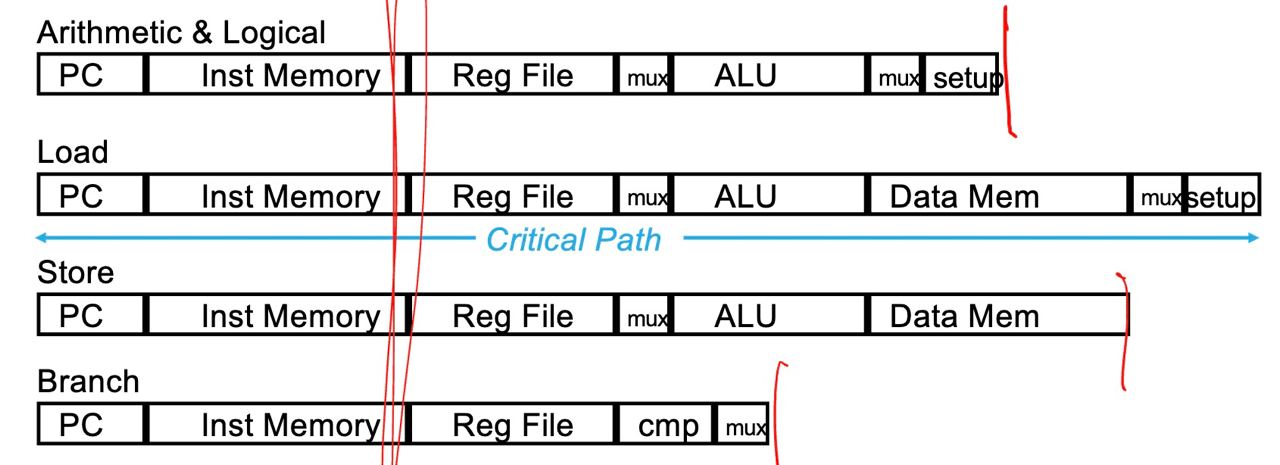 Arithmetic & Logical
PC Inst Memory Reg File mux ALU mux setup
Load
PC Inst Memory Reg File mux ALU Data Mem mux setup
Critical Path
Store
PC Inst Memory Reg File mux ALU Data Mem
Branch
PC Inst Memory Reg File cmp mux